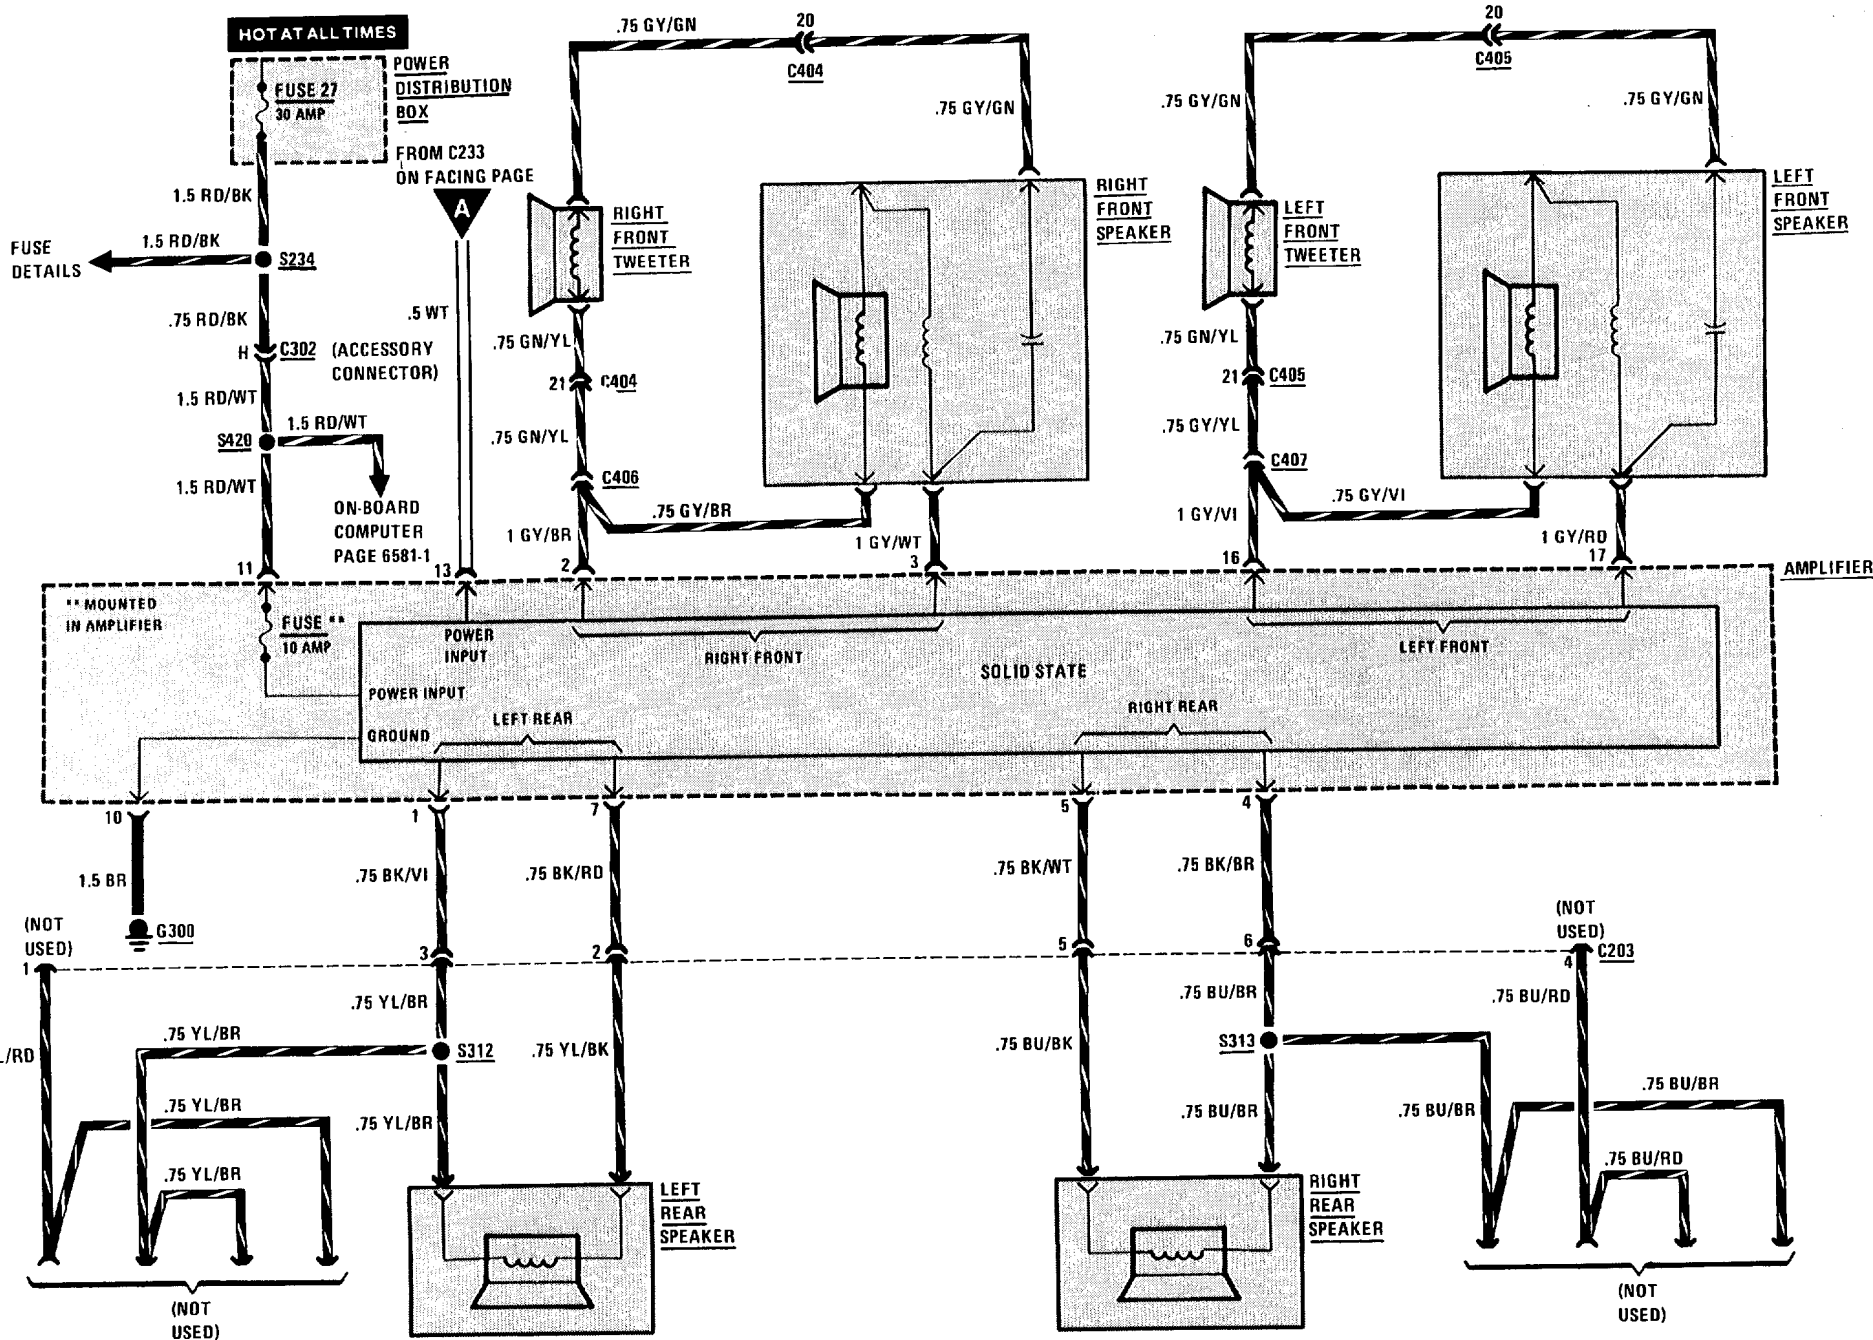 HOT AT ALL TIMES
POWER
DISTRIBUTION
BOX
FUSE 27
30 AMP
FROM C233
ON FACING PAGE
A
1.5 RD/BK
FUSE
DETAILS
1.5 RD/BK
S234
.75 RD/BK
H
C302
(ACCESSORY
CONNECTOR)
.5 WT
1.5 RD/WT
S420
1.5 RD/WT
1.5 RD/WT
ON-BOARD
COMPUTER
PAGE 6581-1
11
13
.75 GY/GN
20
C404
.75 GY/GN
RIGHT
FRONT
TWEETER
RIGHT
FRONT
SPEAKER
.75 GN/YL
21
C404
.75 GN/YL
C406
.75 GY/BR
1 GY/BR
2
1 GY/WT
3
20
C405
.75 GY/GN
.75 GY/GN
LEFT
FRONT
TWEETER
LEFT
FRONT
SPEAKER
.75 GN/YL
21
C405
.75 GY/YL
C407
.75 GY/VI
1 GY/VI
16
1 GY/RD
17
AMPLIFIER
** MOUNTED
IN AMPLIFIER
FUSE **
10 AMP
POWER
INPUT
RIGHT FRONT
LEFT FRONT
SOLID STATE
POWER INPUT
LEFT REAR
RIGHT REAR
GROUND
10
1
7
5
4
1.5 BR
.75 BK/VI
.75 BK/RD
.75 BK/WT
.75 BK/BR
G300
(NOT
USED)
1
3
2
5
6
(NOT
USED)
4
C203
.75 YL/BR
.75 BU/BR
.75 BU/RD
L/RD
.75 YL/BR
S312
.75 YL/BK
.75 BU/BK
S313
.75 YL/BR
.75 YL/BR
.75 BU/BR
.75 BU/BR
.75 BU/BR
.75 YL/BR
.75 BU/RD
LEFT
REAR
SPEAKER
RIGHT
REAR
SPEAKER
(NOT
USED)
(NOT
USED)